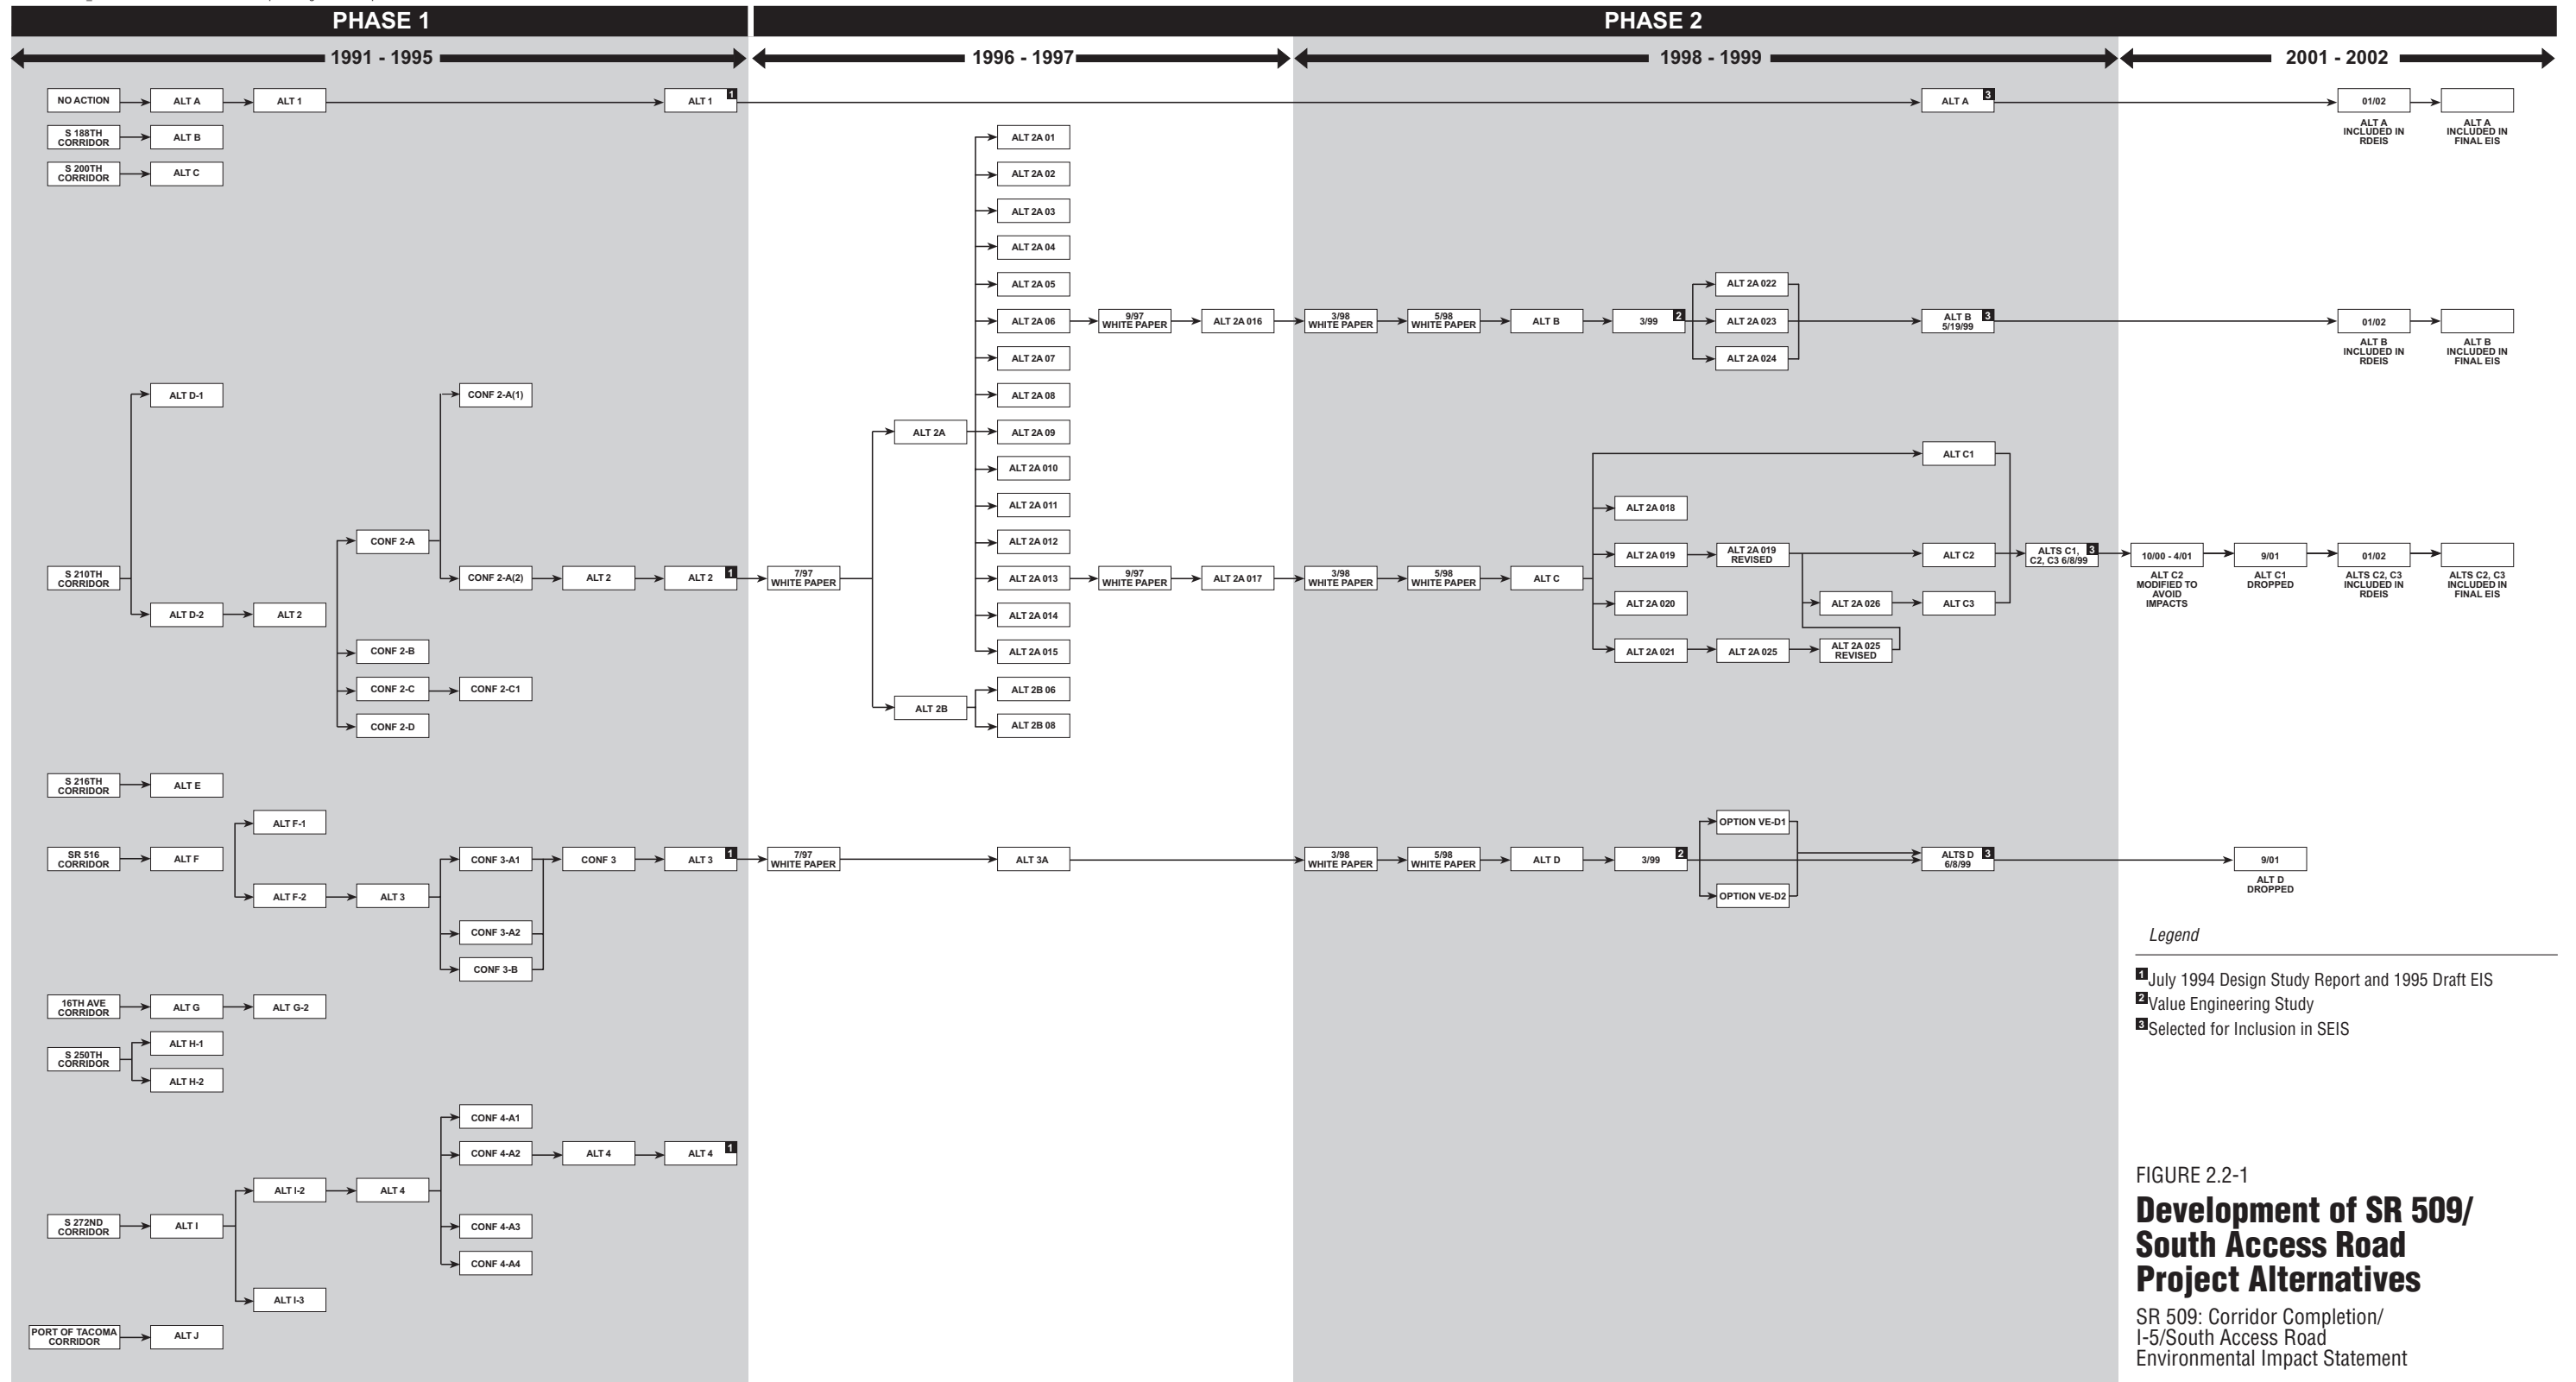 PHASE 1
PHASE 2
1991 - 1995
1996 - 1997
1998 - 1999
2001 - 2002
NO ACTION
ALT A
ALT 1
ALT 1
1
ALT A
3
01/02
ALT A
INCLUDED IN
RDEIS
ALT A
INCLUDED IN
FINAL EIS
S 188TH
CORRIDOR
ALT B
S 200TH
CORRIDOR
ALT C
ALT 2A 01
ALT 2A 02
ALT 2A 03
ALT 2A 04
ALT 2A 05
ALT 2A 06
9/97
WHITE PAPER
ALT 2A 016
3/98
WHITE PAPER
5/98
WHITE PAPER
ALT B
3/99
2
ALT 2A 022
ALT 2A 023
ALT 2A 024
ALT B
5/19/99
3
01/02
ALT B
INCLUDED IN
RDEIS
ALT B
INCLUDED IN
FINAL EIS
ALT 2A 07
ALT 2A 08
ALT 2A 09
ALT 2A 010
ALT 2A 011
ALT 2A 012
ALT 2A 013
ALT 2A 014
ALT 2A 015
ALT 2B 06
ALT 2B 08
S 210TH
CORRIDOR
ALT D-1
ALT D-2
ALT 2
CONF 2-A
CONF 2-B
CONF 2-C
CONF 2-D
CONF 2-A(1)
CONF 2-A(2)
CONF 2-C1
ALT 2
ALT 2
1
7/97
WHITE PAPER
ALT 2A
ALT 2B
9/97
WHITE PAPER
ALT 2A 017
3/98
WHITE PAPER
5/98
WHITE PAPER
ALT C
ALT 2A 018
ALT 2A 019
ALT 2A 020
ALT 2A 021
ALT 2A 019
REVISED
ALT 2A 025
ALT 2A 026
ALT 2A 025
REVISED
ALT C1
ALT C2
ALT C3
ALTS C1,
C2, C3 6/8/99
3
10/00 - 4/01
ALT C2
MODIFIED TO
AVOID
IMPACTS
9/01
ALT C1
DROPPED
01/02
ALTS C2, C3
INCLUDED IN
RDEIS
ALTS C2, C3
INCLUDED IN
FINAL EIS
S 216TH
CORRIDOR
ALT E
SR 516
CORRIDOR
ALT F
ALT F-1
ALT F-2
ALT 3
CONF 3-A1
CONF 3-A2
CONF 3-B
CONF 3
ALT 3
1
7/97
WHITE PAPER
ALT 3A
3/98
WHITE PAPER
5/98
WHITE PAPER
ALT D
3/99
2
OPTION VE-D1
OPTION VE-D2
ALTS D
6/8/99
3
9/01
ALT D
DROPPED
16TH AVE
CORRIDOR
ALT G
ALT G-2
S 250TH
CORRIDOR
ALT H-1
ALT H-2
S 272ND
CORRIDOR
ALT I
ALT I-2
ALT I-3
ALT 4
CONF 4-A1
CONF 4-A2
CONF 4-A3
CONF 4-A4
ALT 4
ALT 4
1
PORT OF TACOMA
CORRIDOR
ALT J
Legend
1 July 1994 Design Study Report and 1995 Draft EIS
2 Value Engineering Study
3 Selected for Inclusion in SEIS
FIGURE 2.2-1
Development of SR 509/
South Access Road
Project Alternatives
SR 509: Corridor Completion/
I-5/South Access Road
Environmental Impact Statement